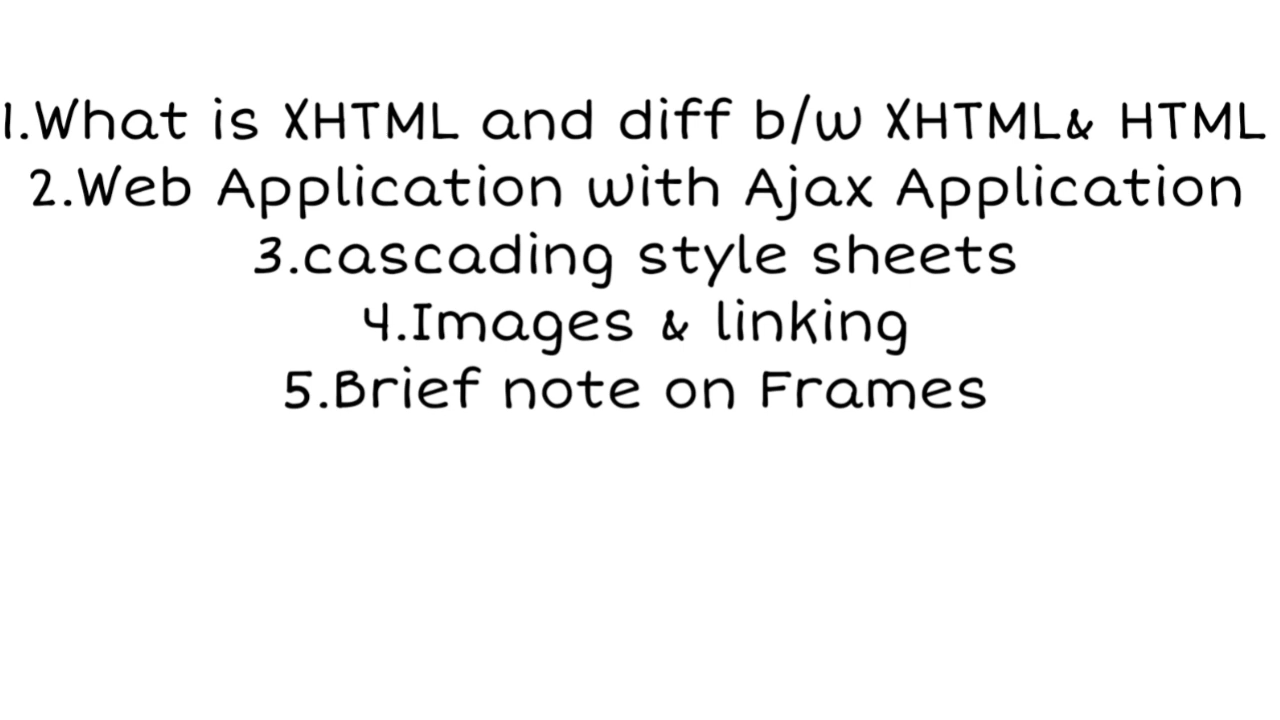 1.What is XHTML and diff b/w XHTML& HTML
2.Web Application with Ajax Application
3.cascading style sheets
4.Images & linking
5.Brief note on Frames